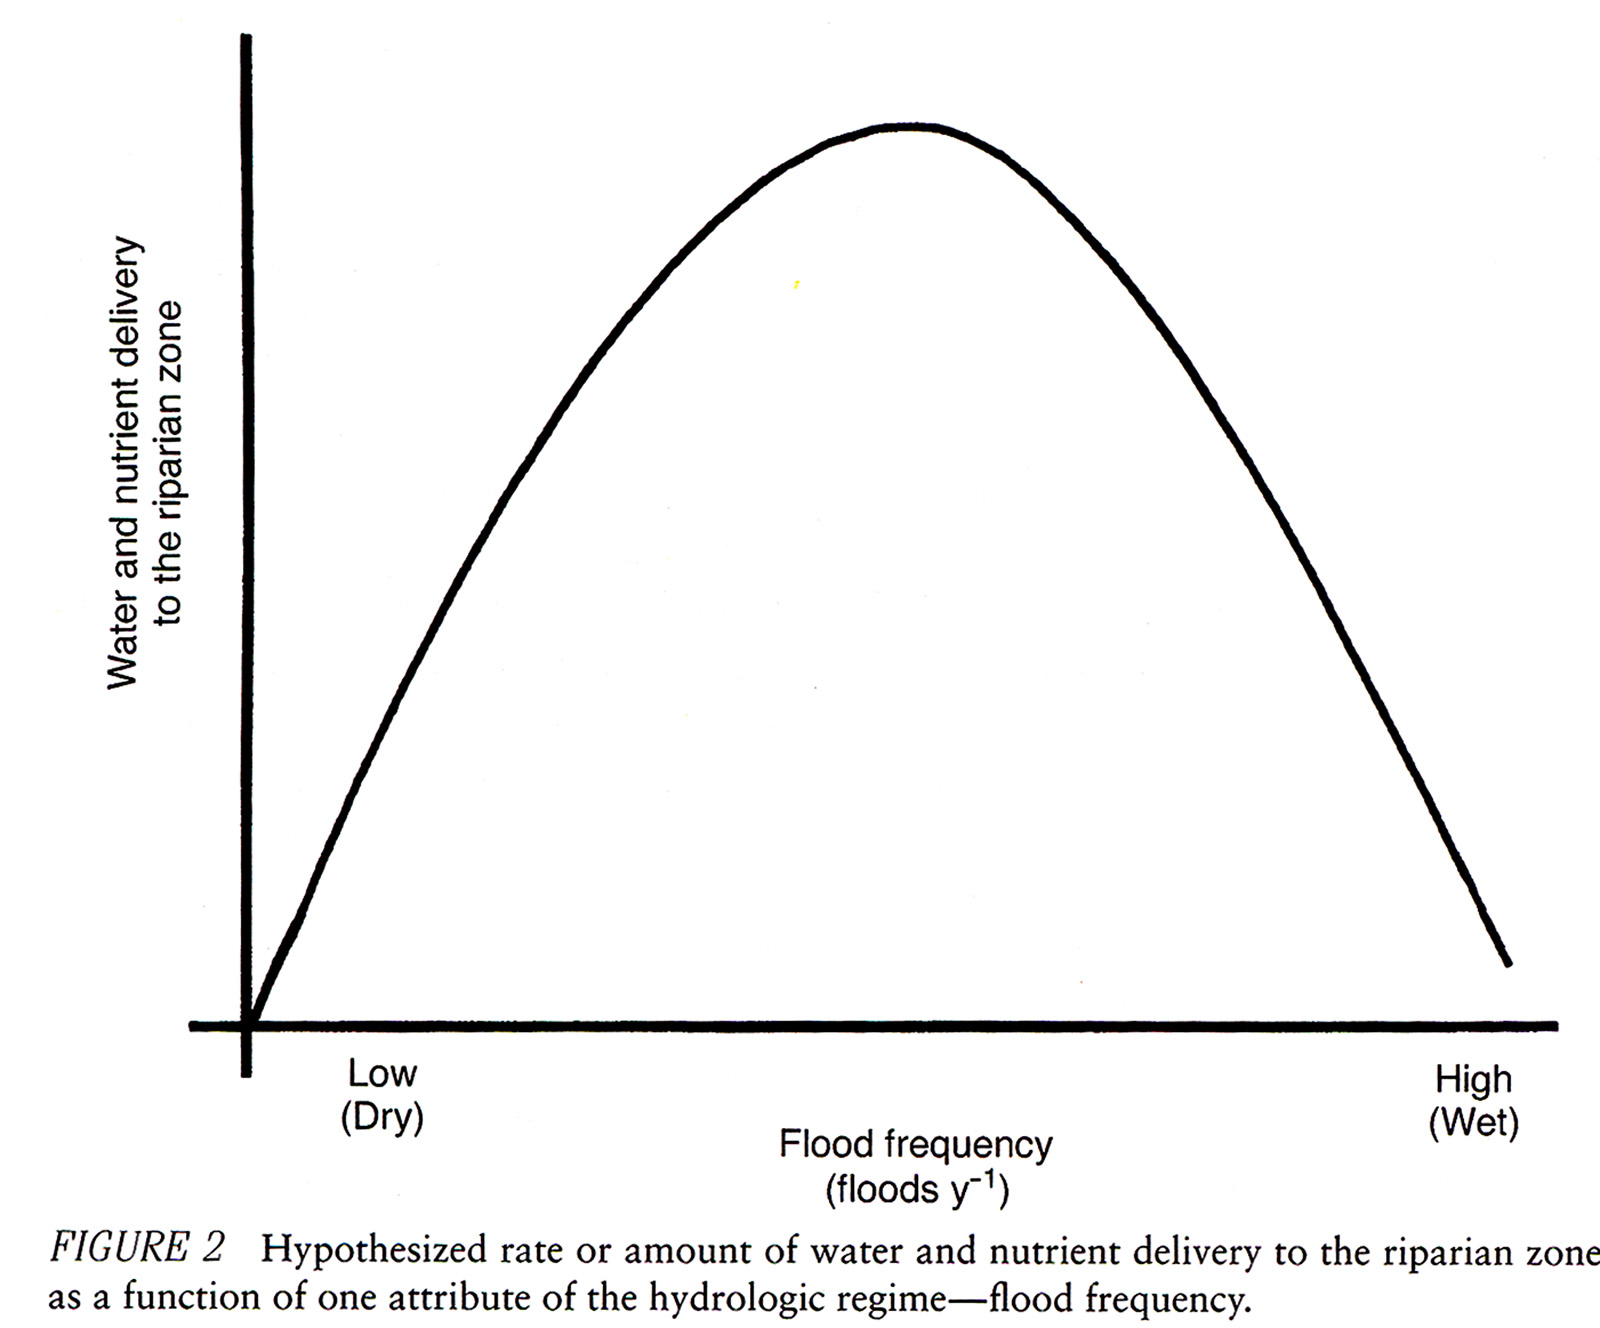 Water and nutrient delivery
to the riparian zone
Low
(Dry)
High
(Wet)
Flood frequency
(floods y⁻¹)
FIGURE 2 Hypothesized rate or amount of water and nutrient delivery to the riparian zone
as a function of one attribute of the hydrologic regime—flood frequency.